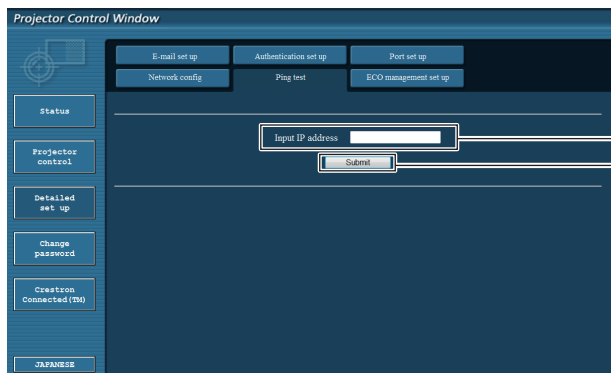 Projector Control Window
E-mail set up
Authentication set up
Port set up
Network config
Ping test
ECO management set up
Status
Projector
control
Detailed
set up
Change
password
Crestron
Connected(TM)
JAPANESE
Input IP address
Submit